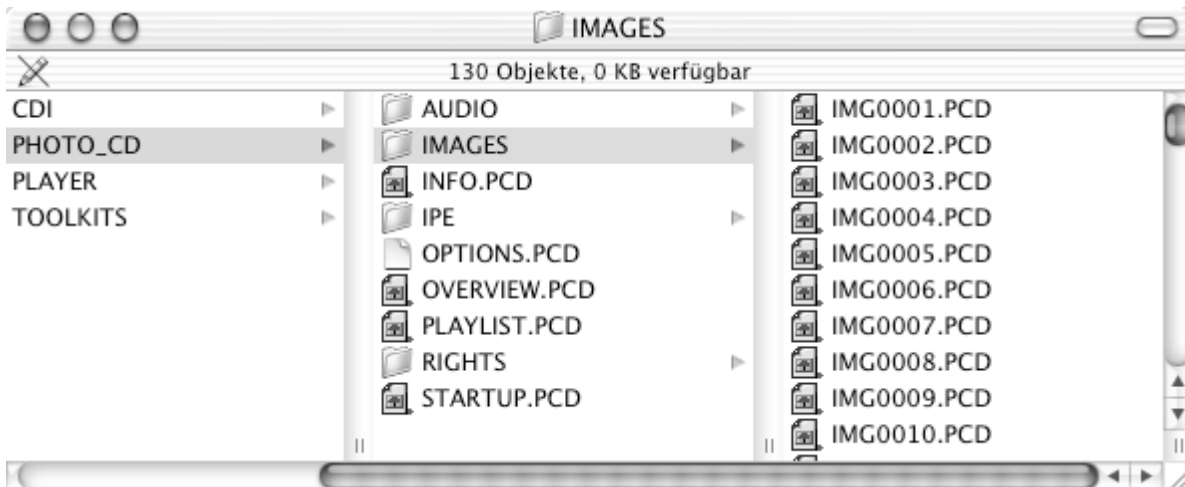 IMAGES
130 Objekte, 0 KB verfügbar
CDI
PHOTO_CD
PLAYER
TOOLKITS
AUDIO
IMAGES
INFO.PCD
IPE
OPTIONS.PCD
OVERVIEW.PCD
PLAYLIST.PCD
RIGHTS
STARTUP.PCD
IMG0001.PCD
IMG0002.PCD
IMG0003.PCD
IMG0004.PCD
IMG0005.PCD
IMG0006.PCD
IMG0007.PCD
IMG0008.PCD
IMG0009.PCD
IMG0010.PCD